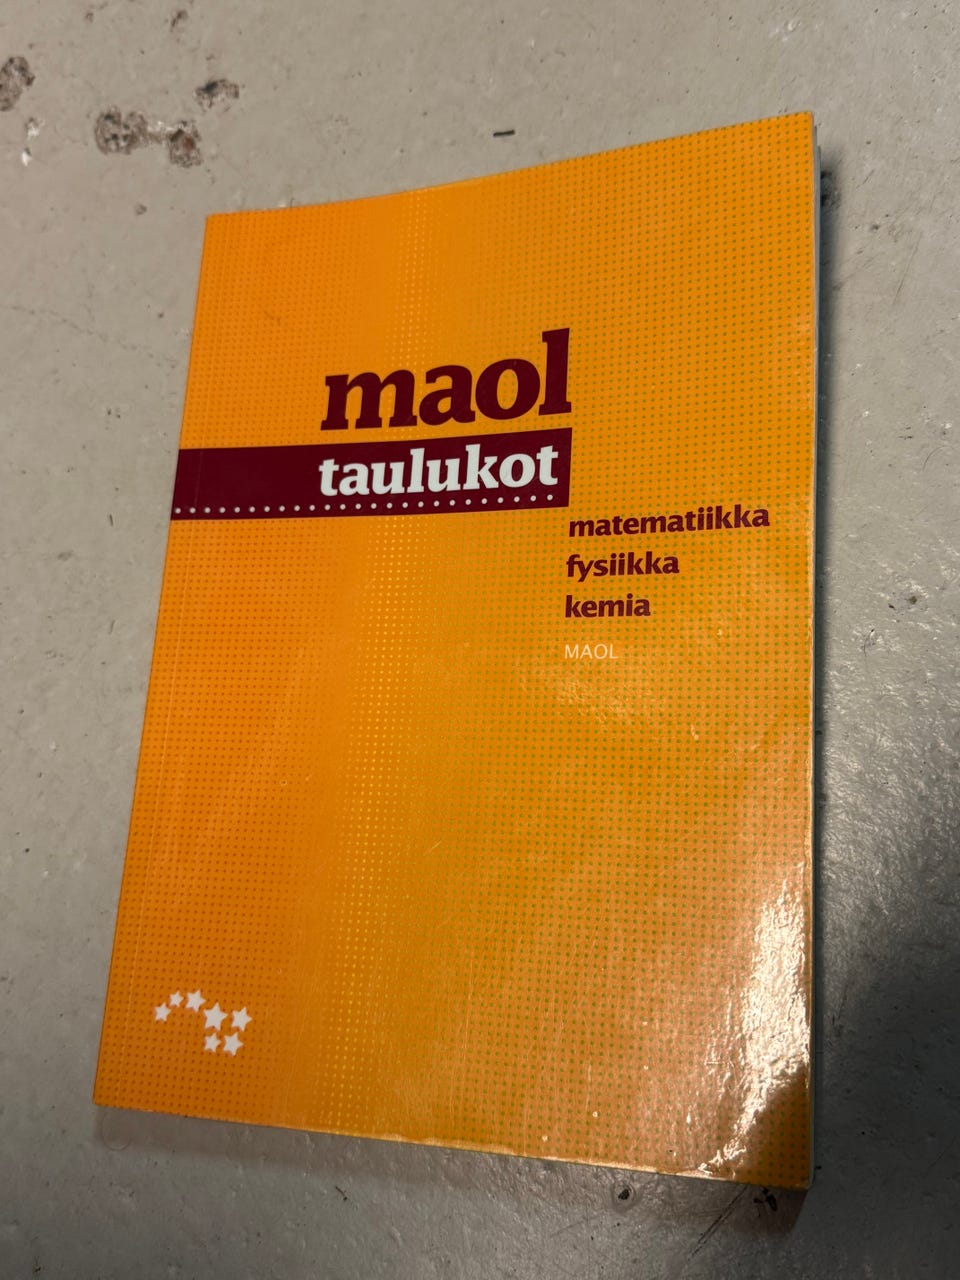 maol
taulukot
matematiikka
fysiikka
kemia
MAOL